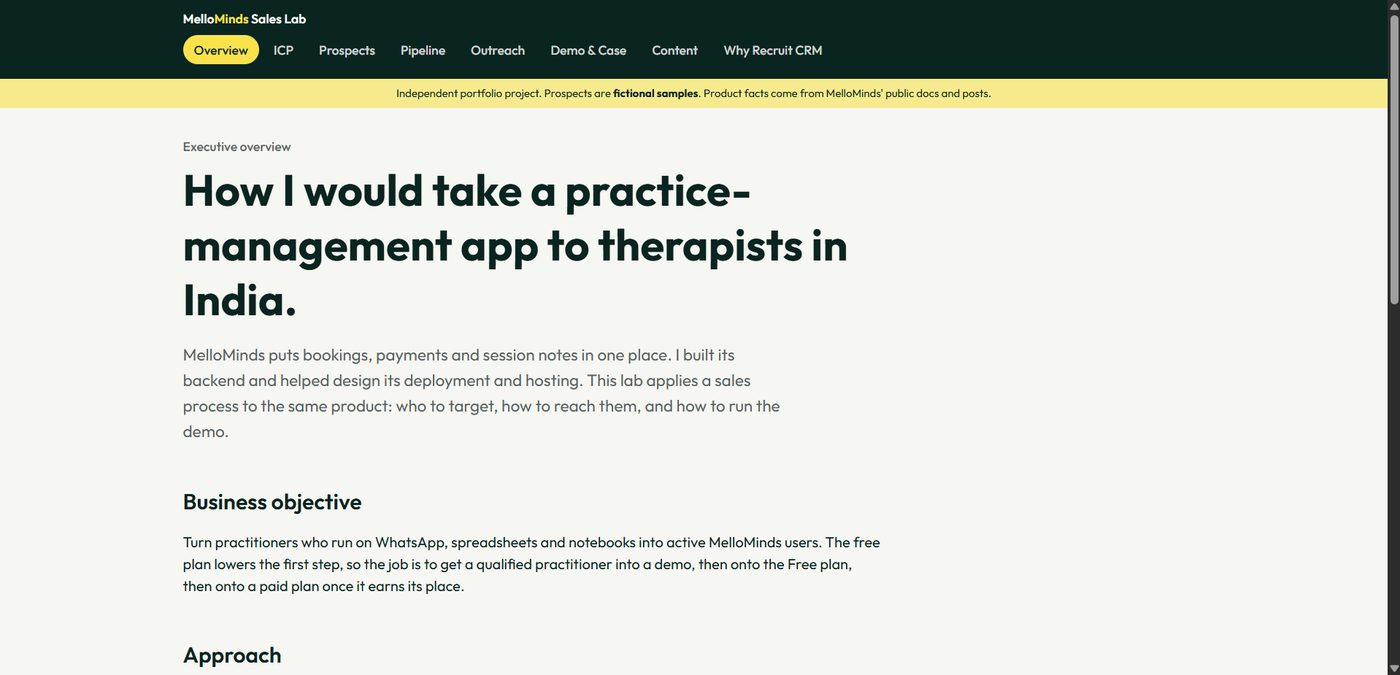 MelloMinds Sales Lab
Overview ICP Prospects Pipeline Outreach Demo & Case Content Why Recruit CRM
Independent portfolio project. Prospects are fictional samples. Product facts come from MelloMinds' public docs and posts.
Executive overview
How I would take a practice-
management app to therapists in
India.
MelloMinds puts bookings, payments and session notes in one place. I built its
backend and helped design its deployment and hosting. This lab applies a sales
process to the same product: who to target, how to reach them, and how to run the
demo.
Business objective
Turn practitioners who run on WhatsApp, spreadsheets and notebooks into active MelloMinds users. The free
plan lowers the first step, so the job is to get a qualified practitioner into a demo, then onto the Free plan,
then onto a paid plan once it earns its place.
Approach